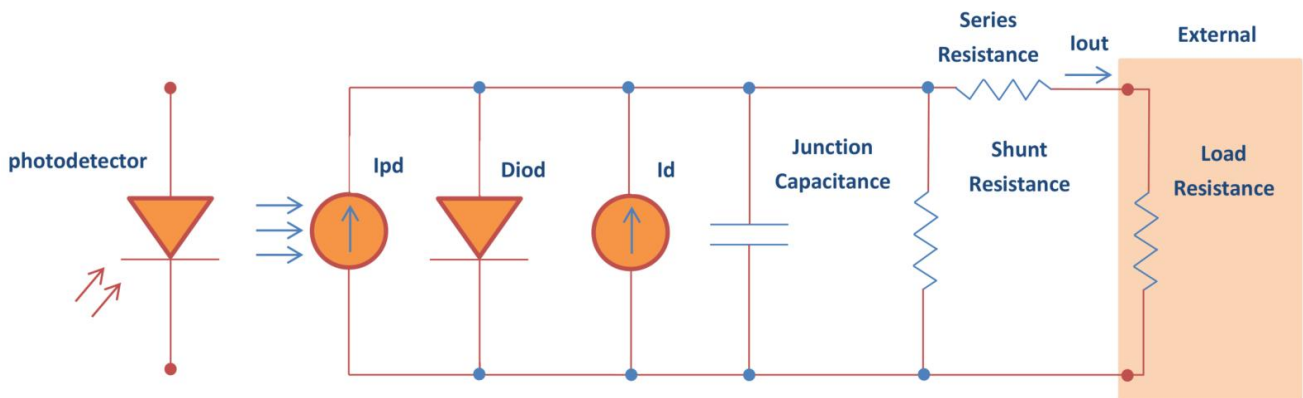 Series
Resistance
Iout
External
photodetector
Ipd
Diod
Id
Junction
Capacitance
Shunt
Resistance
Load
Resistance